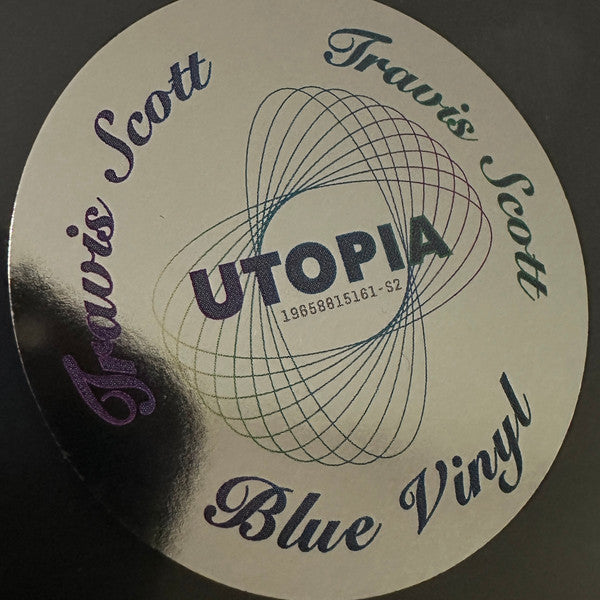 Travis Scott
Travis Scott
UTOPIA
19658815161-S2
Blue Vinyl